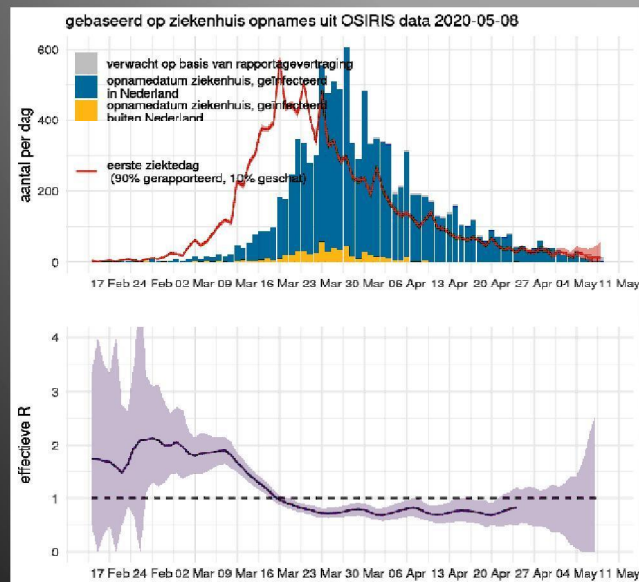 gebaseerd op ziekenhuis opnames uit OSIRIS data 2020-05-08
600
400
200
0
aantal per dag
verwacht op basis van rapportagevertraging
opnamedatum ziekenhuis, geïnfecteerd
in Nederland
opnamedatum ziekenhuis, geïnfecteerd
buiten Nederland
eerste ziektedag
(90% gerapporteerd, 10% geschat)
17 Feb 24 Feb 02 Mar 09 Mar 16 Mar 23 Mar 30 Mar 06 Apr 13 Apr 20 Apr 27 Apr 04 May 11 May
4
3
2
1
0
effectieve R
17 Feb 24 Feb 02 Mar 09 Mar 16 Mar 23 Mar 30 Mar 06 Apr 13 Apr 20 Apr 27 Apr 04 May 11 May